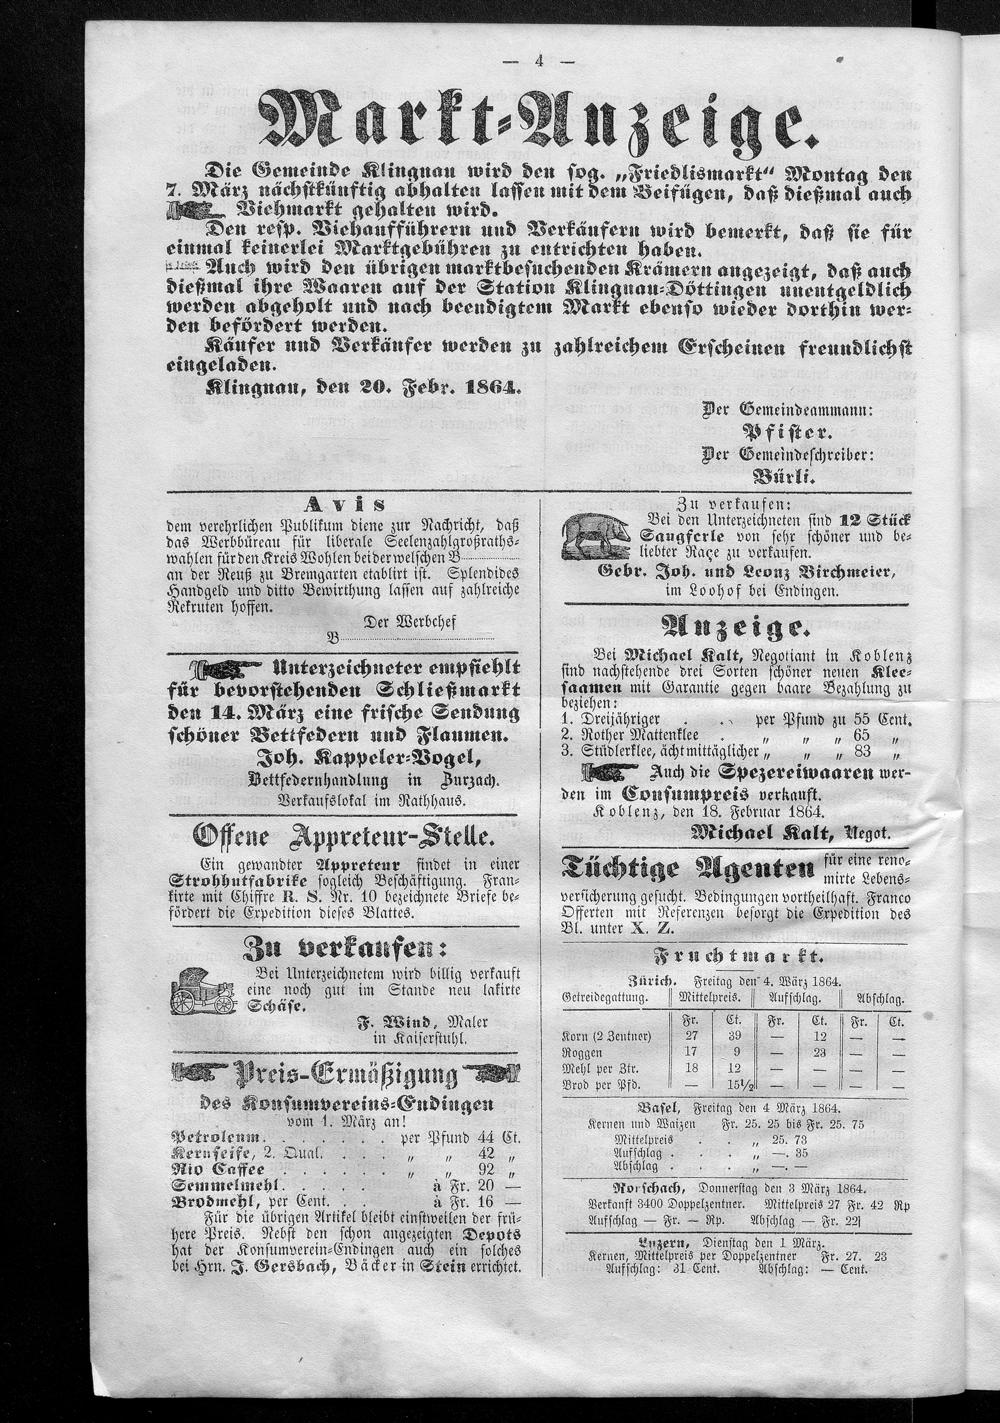 — 4 —
Markt-Anzeige.
Die Gemeinde Klingnau wird den sog. „Friedlismarkt“ Montag den
7. März nächstkünftig abhalten lassen mit dem Beifügen, daß dießmal auch
Viehmarkt gehalten wird.
Den resp. Viehaufführern und Verkäufern wird bemerkt, daß sie für
einmal keinerlei Marktgebühren zu entrichten haben.
Auch wird den übrigen marktbesuchenden Krämern angezeigt, daß auch
dießmal ihre Waaren auf der Station Klingnau-Döttingen unentgeldlich
werden abgeholt und nach beendigtem Markt ebenso wieder dorthin wer-
den befördert werden.
Käufer und Verkäufer werden zu zahlreichem Erscheinen freundlichst
eingeladen.
Klingnau, den 20. Febr. 1864.
Der Gemeindeammann:
Pfister.
Der Gemeindeschreiber:
Bürli.
Avis
dem verehrlichen Publikum diene zur Nachricht, daß
das Werbbüreau für liberale Seelenzahlgroßraths-
wahlen für den Kreis Wohlen bei der welschen B.........
an der Reuß zu Bremgarten etablirt ist. Splendides
Handgeld und ditto Bewirthung lassen auf zahlreiche
Rekruten hoffen.
Der Werbchef
B.........
Unterzeichneter empfiehlt
für bevorstehenden Schließmarkt
den 14. März eine frische Sendung
schöner Bettfedern und Flaumen.
Joh. Kappeler-Vogel,
Bettfedernhandlung in Zurzach.
Verkaufslokal im Rathhaus.
Offene Appreteur-Stelle.
Ein gewandter Appreteur findet in einer
Strohhutfabrike sogleich Beschäftigung. Fran-
kirte mit Chiffre R. S. Nr. 10 bezeichnete Briefe be-
fördert die Expedition dieses Blattes.
Zu verkaufen:
Bei Unterzeichnetem wird billig verkauft
eine noch gut im Stande neu lakirte
Schäse.
F. Wind, Maler
in Kaiserstuhl.
Preis-Ermäßigung
des Konsumvereins-Endingen
vom 1. März an!
Petroleum. . . . . . . per Pfund 44 Ct.
Kernseife, 2. Qual. . . . . „ „ 42 „
Rio Caffee . . . . . . „ „ 92 „
Semmelmehl. . . . . à Fr. 20 —
Brodmehl, per Cent. . . . à Fr. 16 —
Für die übrigen Artikel bleibt einstweilen der frü-
here Preis. Nebst den schon angezeigten Depots
hat der Konsumverein-Endingen auch ein solches
bei Hrn. J. Gersbach, Bäcker in Stein errichtet.
Zu verkaufen:
Bei den Unterzeichneten sind 12 Stück
Saugferle von sehr schöner und be-
liebter Raçe zu verkaufen.
Gebr. Joh. und Leonz Birchmeier,
im Loohof bei Endingen.
Anzeige.
Bei Michael Kalt, Negotiant in Koblenz
sind nachstehende drei Sorten schöner neuen Klee-
saamen mit Garantie gegen baare Bezahlung zu
beziehen:
1. Dreijähriger . . . per Pfund zu 55 Cent.
2. Rother Mattenklee . „ „ „ 65 „
3. Stüdlerklee, ächt mittäglicher „ „ „ 83 „
Auch die Spezereiwaaren wer-
den im Consumpreis verkauft.
Koblenz, den 18. Februar 1864.
Michael Kalt, Negot.
Tüchtige Agenten für eine reno-
mirte Lebens-
versicherung gesucht. Bedingungen vortheilhaft. Franco
Offerten mit Referenzen besorgt die Expedition des
Bl. unter X. Z.
Fruchtmarkt.
Zürich. Freitag den 4. März 1864.
Getreidegattung. Mittelpreis. Aufschlag. Abschlag.
Fr. Ct. Fr. Ct. Fr. Ct.
Korn (2 Zentner) 27 39 — 12 — —
Roggen 17 9 — 23 — —
Mehl per Ztr. 18 12 — — — —
Brod per Pfd. — 15½ — — — —
Basel, Freitag den 4 März 1864.
Kernen und Waizen Fr. 25. 25 bis Fr. 25. 75
Mittelpreis . . „ 25. 73
Aufschlag . . . „ —. 35
Abschlag . . . „ —. —
Rorschach, Donnerstag den 3 März 1864.
Verkauft 3400 Doppelzentner. Mittelpreis 27 Fr. 42 Rp
Aufschlag — Fr. — Rp. Abschlag — Fr. 22
Luzern, Dienstag den 1 März.
Kernen, Mittelpreis per Doppelzentner Fr. 27. 23
Aufschlag: 31 Cent. Abschlag: — Cent.